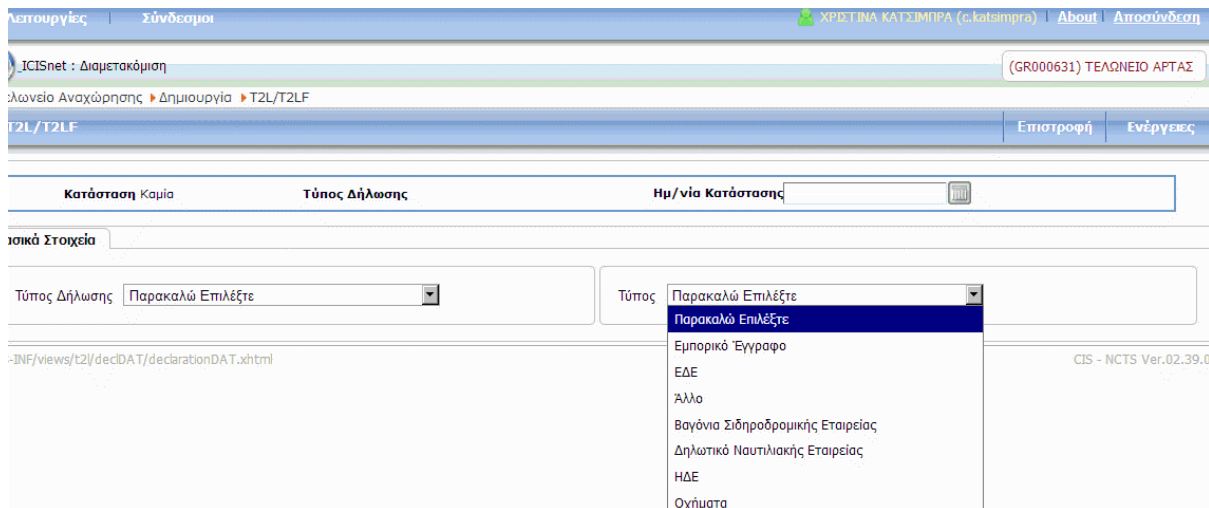 Λειτουργίες | Σύνδεσμοι ΧΡΙΣΤΙΝΑ ΚΑΤΣΙΜΠΡΑ (c.katsimpra) | About | Αποσύνδεση
_ICISnet : Διαμετακόμιση (GR000631) ΤΕΛΩΝΕΙΟ ΑΡΤΑΣ
ελωνείο Αναχώρησης Δημιουργία T2L/T2LF
T2L/T2LF Επιστροφή Ενέργειες
Κατάσταση Καμία Τύπος Δήλωσης Ημ/νία Κατάστασης
ασικά Στοιχεία
Τύπος Δήλωσης Παρακαλώ Επιλέξτε Τύπος Παρακαλώ Επιλέξτε
Παρακαλώ Επιλέξτε
Εμπορικό Έγγραφο
-INF/views/t2l/declDAT/declarationDAT.xhtml CIS - NCTS Ver.02.39.0
ΕΔΕ
Άλλο
Βαγόνια Σιδηροδρομικής Εταιρείας
Δηλωτικό Ναυτιλιακής Εταιρείας
ΗΔΕ
Οχήματα